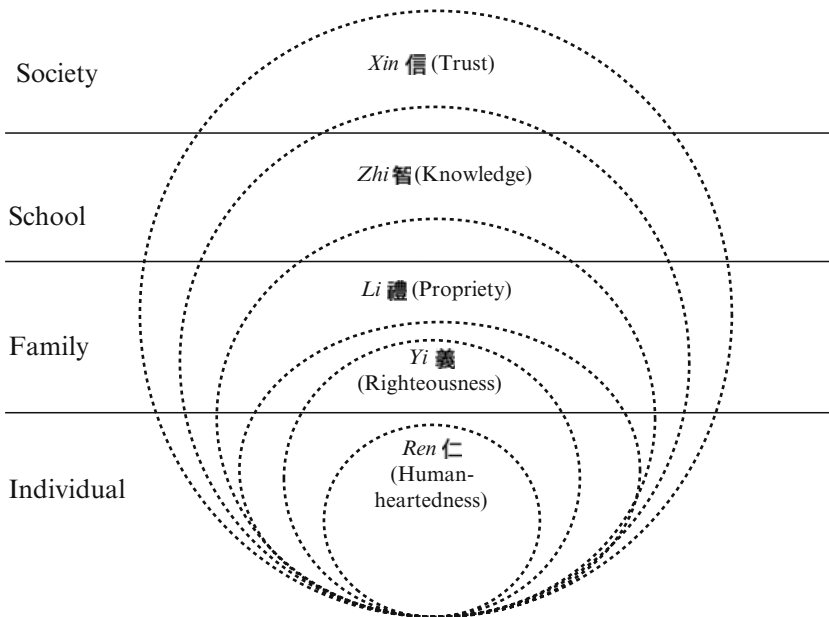 Society
Xin 信 (Trust)
Zhi 智(Knowledge)
School
Li 禮 (Propriety)
Family
Yi 義
(Righteousness)
Ren 仁
(Human-
heartedness)
Individual